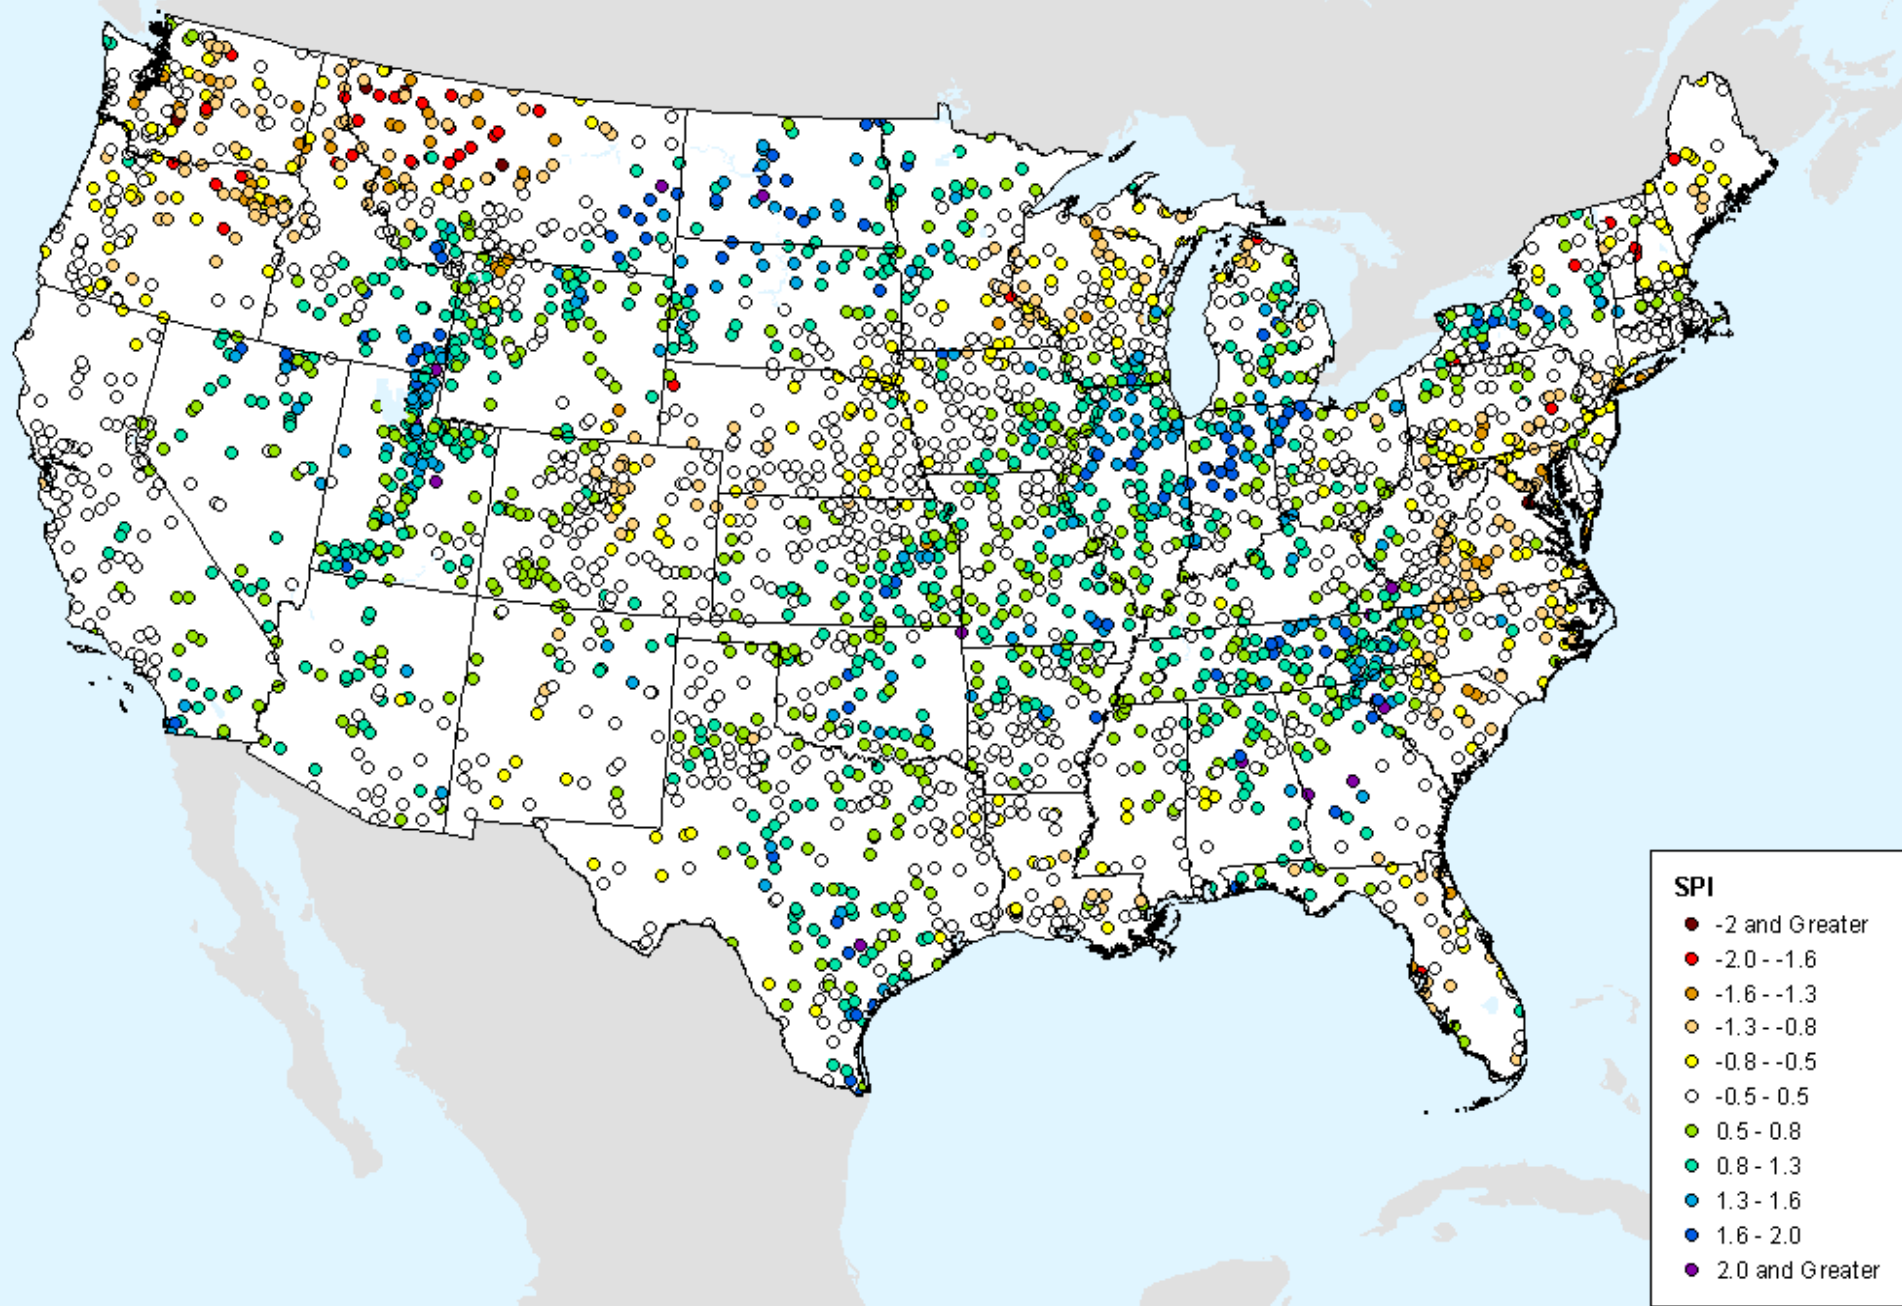 SPI
-2 and Greater
-2.0 - -1.6
-1.6 - -1.3
-1.3 - -0.8
-0.8 - -0.5
-0.5 - 0.5
0.5 - 0.8
0.8 - 1.3
1.3 - 1.6
1.6 - 2.0
2.0 and Greater